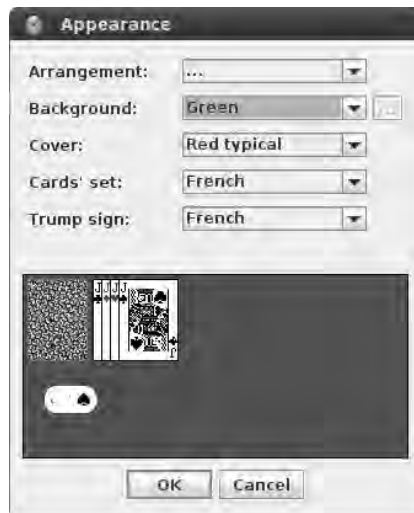 Appearance
Arrangement: ...
Background: Green ...
Cover: Red typical
Cards' set: French
Trump sign: French
J J J J
J
OK Cancel